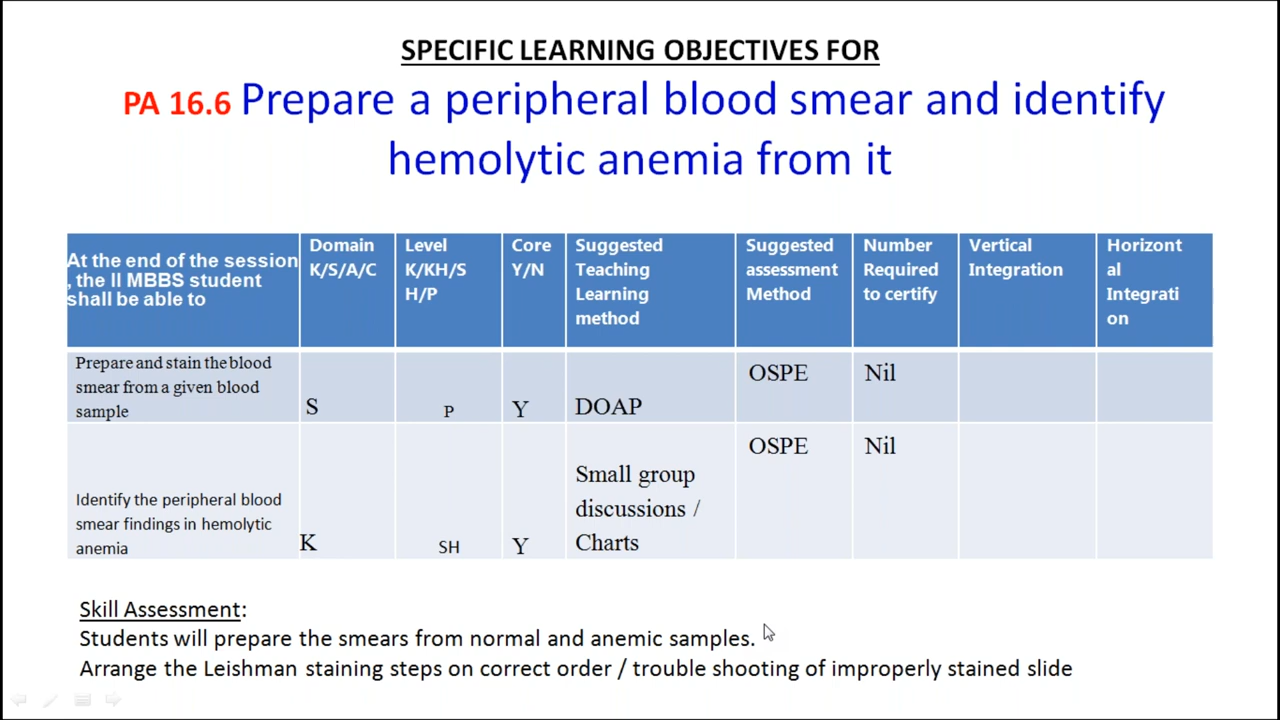 SPECIFIC LEARNING OBJECTIVES FOR
PA 16.6 Prepare a peripheral blood smear and identify
hemolytic anemia from it
At the end of the session
, the II MBBS student
shall be able to
Domain
K/S/A/C
Level
K/KH/S
H/P
Core
Y/N
Suggested
Teaching
Learning
method
Suggested
assessment
Method
Number
Required
to certify
Vertical
Integration
Horizont
al
Integrati
on
Prepare and stain the blood
smear from a given blood
sample
S
P
Y
DOAP
OSPE
Nil
Identify the peripheral blood
smear findings in hemolytic
anemia
K
SH
Y
Small group
discussions /
Charts
OSPE
Nil
Skill Assessment:
Students will prepare the smears from normal and anemic samples.
Arrange the Leishman staining steps on correct order / trouble shooting of improperly stained slide